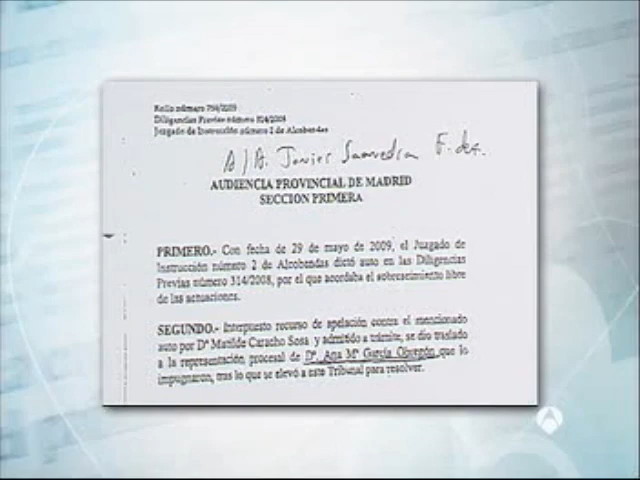 Rollo número 756/2009
Diligencias Previas número 314/2008
Juzgado de Instrucción número 2 de Alcobendas
A/A. Javier Saavedra F. der.
AUDIENCIA PROVINCIAL DE MADRID
SECCION PRIMERA
PRIMERO.- Con fecha de 29 de mayo de 2009, el Juzgado de
Instrucción número 2 de Alcobendas dictó auto en las Diligencias
Previas número 314/2008, por el que acordaba el sobreseimiento libre
de las actuaciones.
SEGUNDO.- Interpuesto recurso de apelación contra el mencionado
auto por Dª Matilde Caracho Sosa y admitido a trámite, se dio traslado
a la representación procesal de Dª. Ana Mª García Obregón que lo
impugnaron, tras lo que se elevó a este Tribunal para resolver.